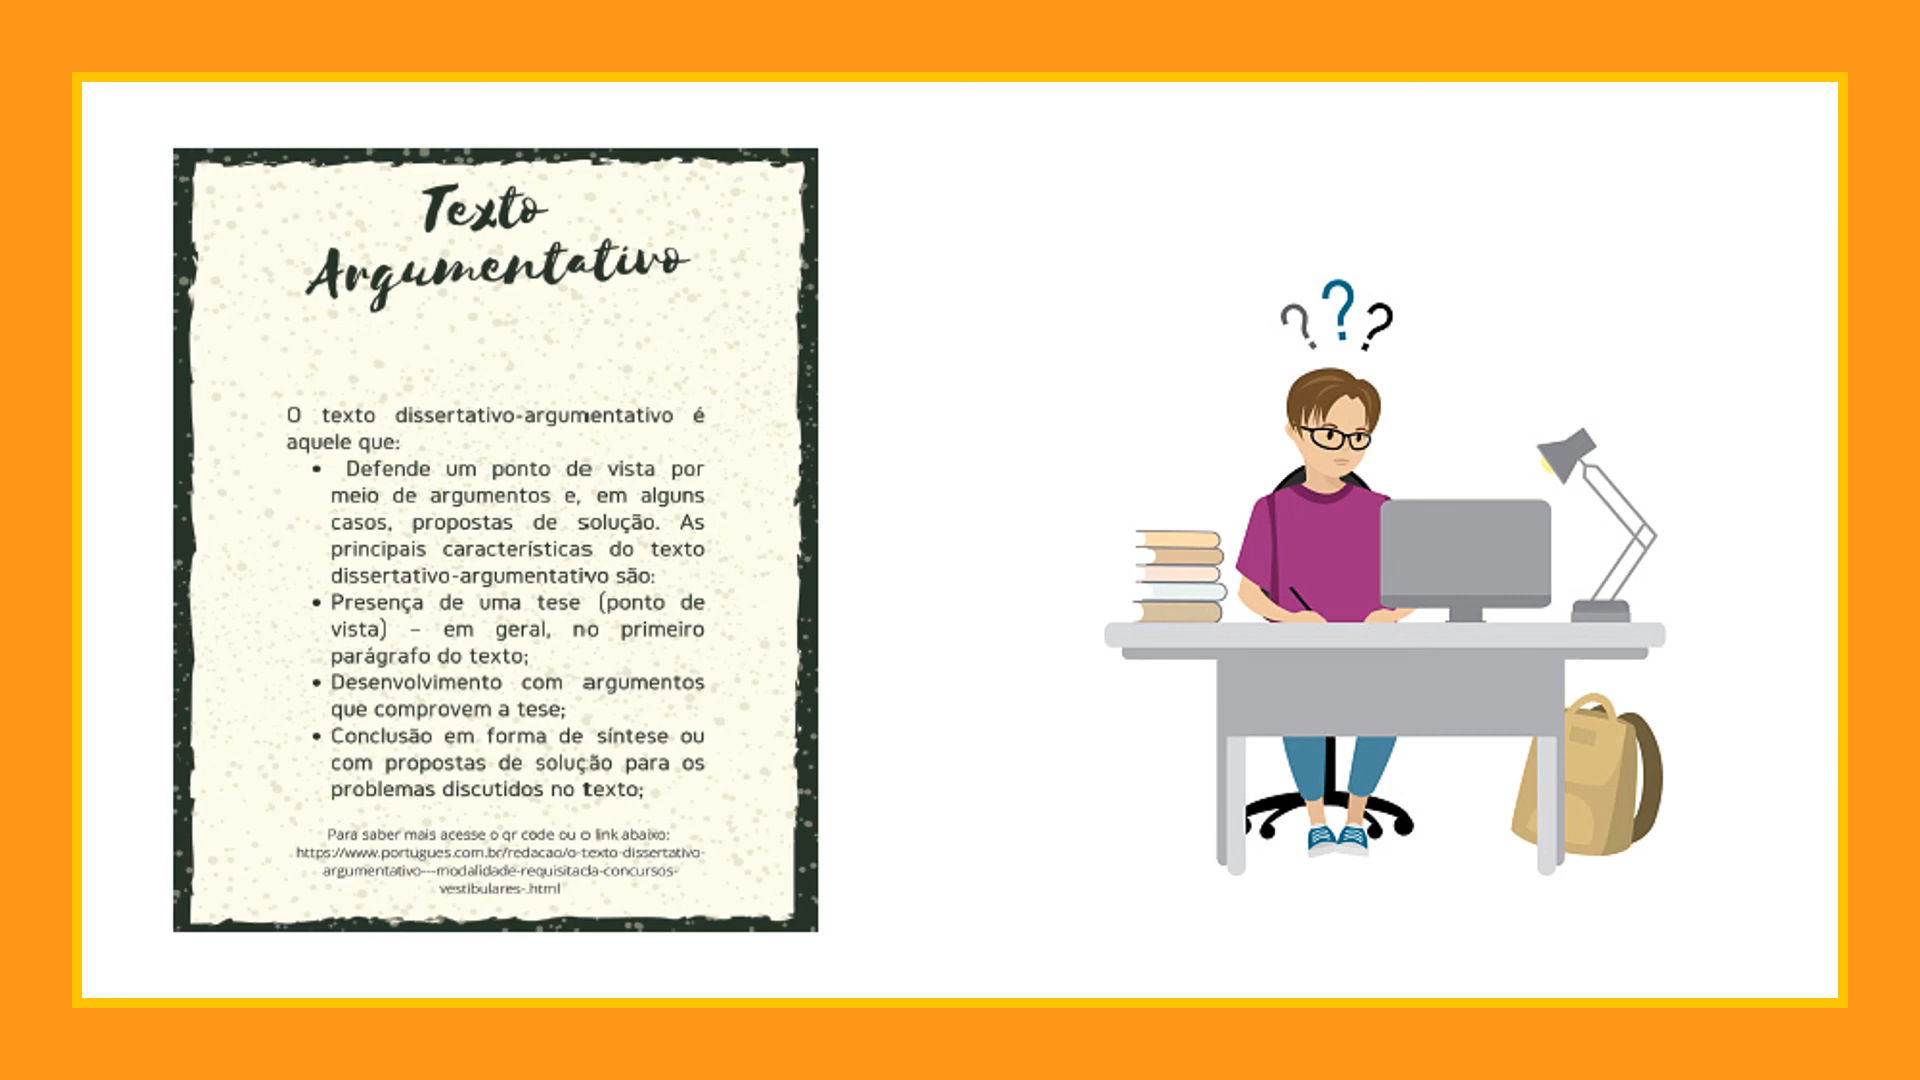 Texto
Argumentativo
O texto dissertativo-argumentativo é
aquele que:
• Defende um ponto de vista por
meio de argumentos e, em alguns
casos, propostas de solução. As
principais características do texto
dissertativo-argumentativo são:
• Presença de uma tese (ponto de
vista) – em geral, no primeiro
parágrafo do texto;
• Desenvolvimento com argumentos
que comprovem a tese;
• Conclusão em forma de síntese ou
com propostas de solução para os
problemas discutidos no texto;
Para saber mais acesse o qr code ou o link abaixo:
https://www.portugues.com.br/redacao/o-texto-dissertativo-
argumentativo---modalidade-requisitada-concursos-
vestibulares-.html
? ? ?